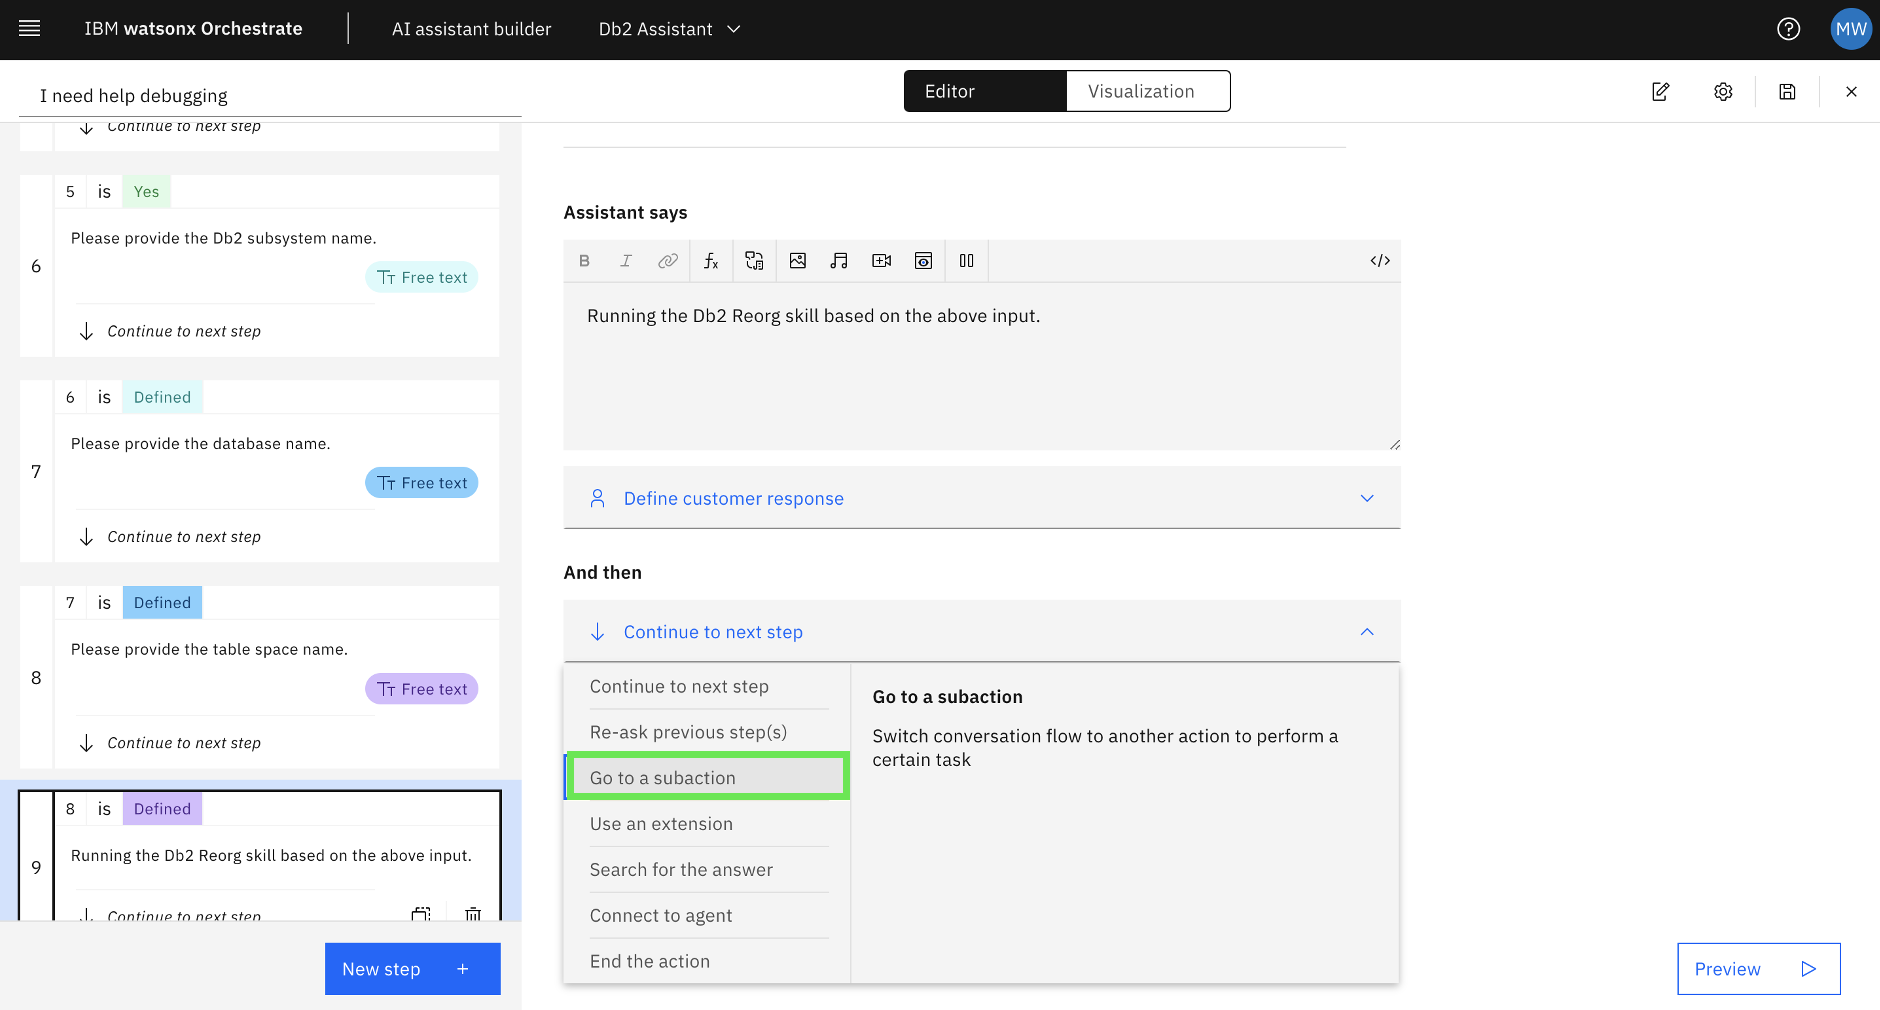 IBM watsonx Orchestrate
AI assistant builder
Db2 Assistant
MW
I need help debugging
Editor
Visualization
Continue to next step
5 is Yes
6
Please provide the Db2 subsystem name.
Free text
Continue to next step
6 is Defined
7
Please provide the database name.
Free text
Continue to next step
7 is Defined
8
Please provide the table space name.
Free text
Continue to next step
8 is Defined
9
Running the Db2 Reorg skill based on the above input.
Continue to next step
New step +
Assistant says
B I fx </>
Running the Db2 Reorg skill based on the above input.
Define customer response
And then
Continue to next step
Continue to next step
Re-ask previous step(s)
Go to a subaction
Use an extension
Search for the answer
Connect to agent
End the action
Go to a subaction
Switch conversation flow to another action to perform a
certain task
Preview